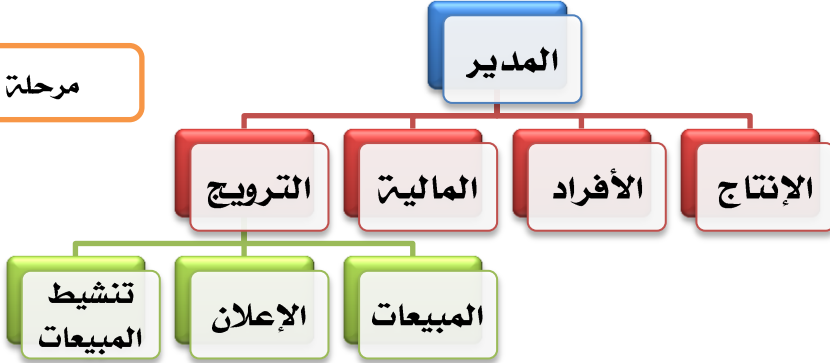 المدير
مرحلة
الإنتاج
الأفراد
المالية
الترويج
المبيعات
الإعلان
تنشيط
المبيعات